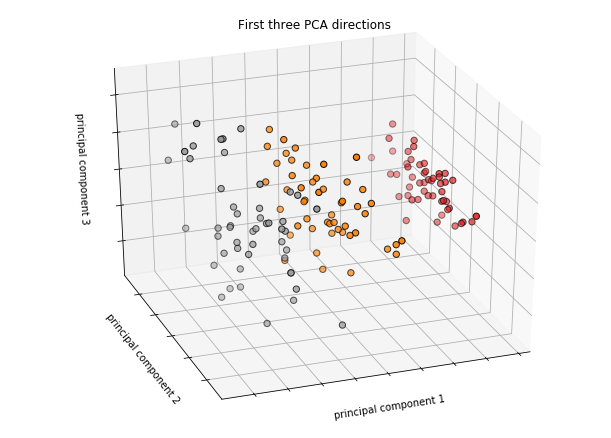 First three PCA directions
principal component 3
principal component 2
principal component 1